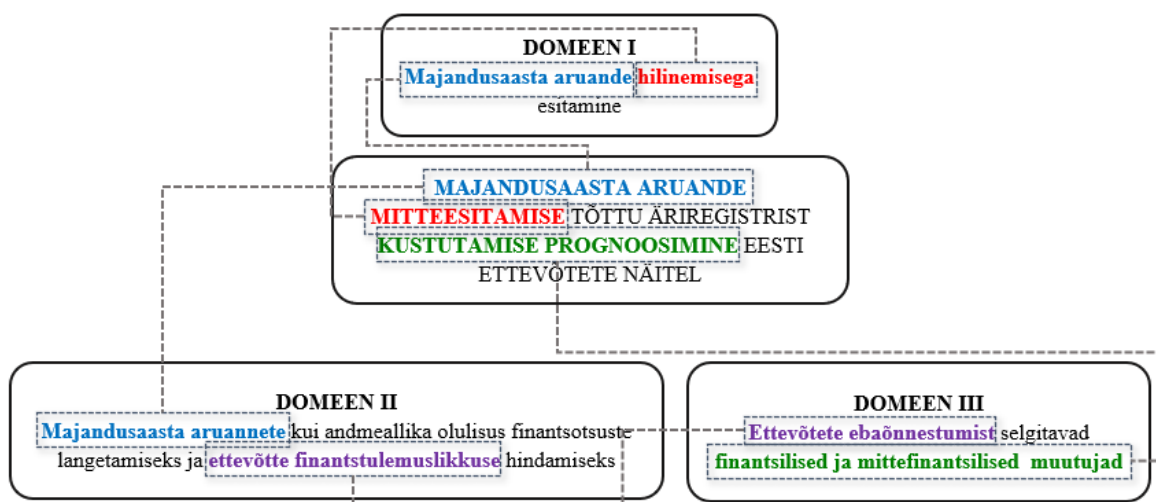 DOMEEN I
Majandusaasta aruande hilinemisega
esitamine
MAJANDUSAASTA ARUANDE
MITTEESITAMISE TÕTTU ÄRIREGISTRIST
KUSTUTAMISE PROGNOOSIMINE EESTI
ETTEVÕTETE NÄITEL
DOMEEN II
Majandusaasta aruannete kui andmeallika olulisus finantsotsuste
langetamiseks ja ettevõtte finantstulemuslikkuse hindamiseks
DOMEEN III
Ettevõtete ebaõnnestumist selgitavad
finantsilised ja mittefinantsilised muutujad